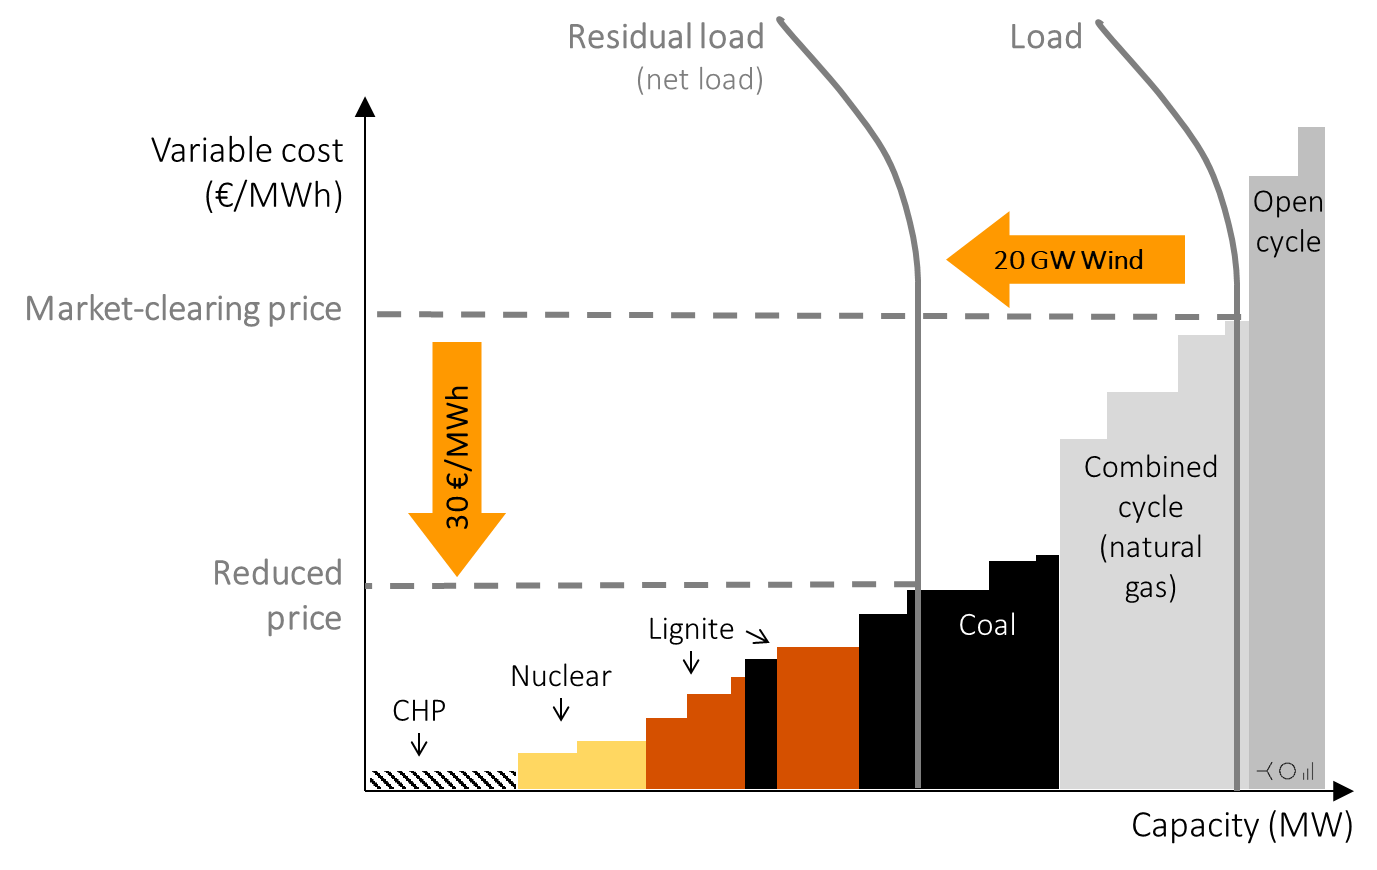 Residual load
(net load)
Load
Variable cost
(€/MWh)
Open
cycle
20 GW Wind
Market-clearing price
30 €/MWh
Combined
cycle
(natural
gas)
Reduced
price
Lignite
Coal
Nuclear
CHP
Capacity (MW)